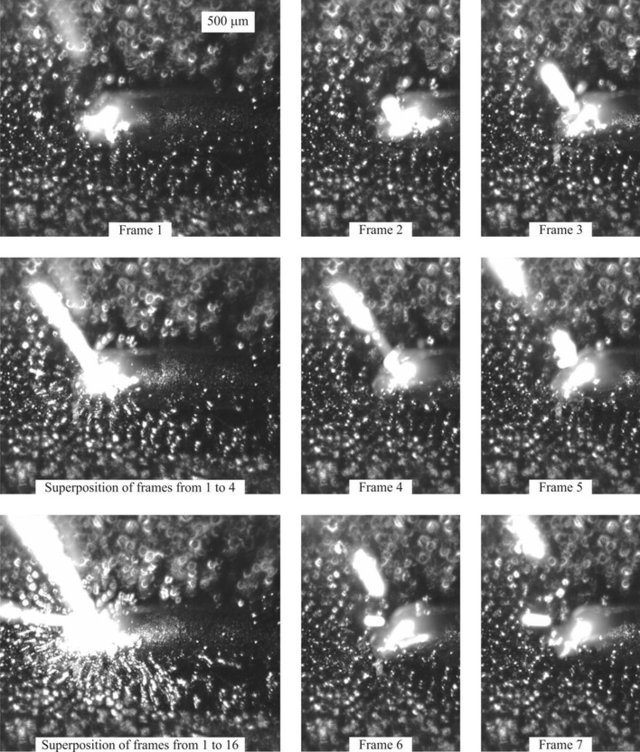 500 µm
Frame 1
Frame 2
Frame 3
Superposition of frames from 1 to 4
Frame 4
Frame 5
Superposition of frames from 1 to 16
Frame 6
Frame 7